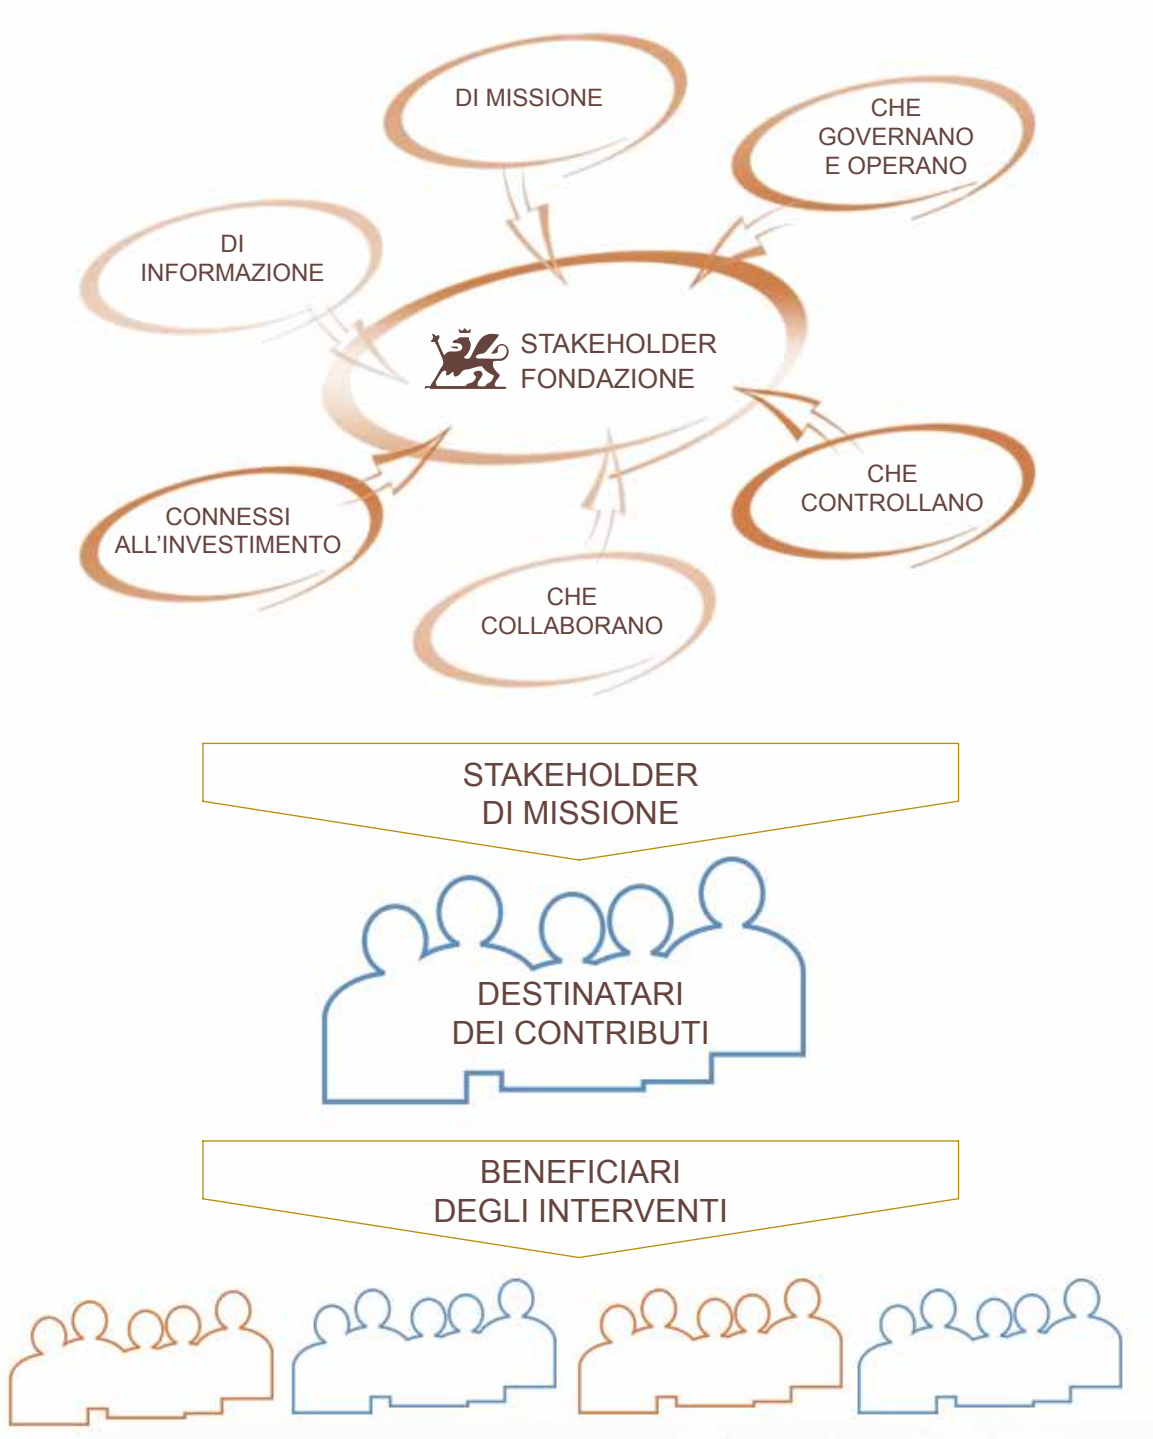 DI MISSIONE
CHE
GOVERNANO
E OPERANO
DI
INFORMAZIONE
STAKEHOLDER
FONDAZIONE
CHE
CONTROLLANO
CONNESSI
ALL'INVESTIMENTO
CHE
COLLABORANO
STAKEHOLDER
DI MISSIONE
DESTINATARI
DEI CONTRIBUTI
BENEFICIARI
DEGLI INTERVENTI